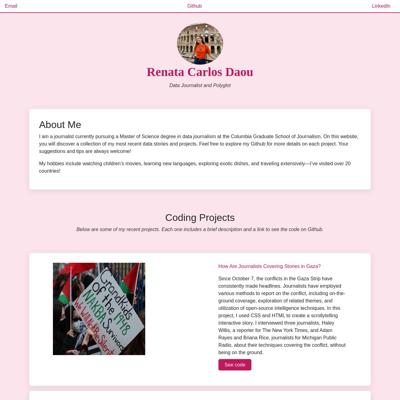 Email
Github
LinkedIn
Renata Carlos Daou
Data Journalist and Polyglot
About Me
I am a journalist currently pursuing a Master of Science degree in data journalism at the Columbia Graduate School of Journalism. On this website,
you will discover a collection of my most recent data stories and projects. Feel free to explore my Github for more details on each project. Your
suggestions and tips are always welcome!
My hobbies include watching children's movies, learning new languages, exploring exotic dishes, and traveling extensively—I've visited over 20
countries!
Coding Projects
Below are some of my recent projects. Each one includes a brief description and a link to see the code on Github.
How Are Journalists Covering Stories in Gaza?
Since October 7, the conflicts in the Gaza Strip have
consistently made headlines. Journalists have employed
various methods to report on the conflict, including on-the-
ground coverage, exploration of related themes, and
utilization of open-source intelligence techniques. In this
project, I used CSS and HTML to create a scrollytelling
interactive story. I interviewed three journalists, Haley
Willis, a reporter for The New York Times, and Adam
Rayes and Briana Rice, journalists for Michigan Public
Radio, about their techniques covering the conflict, without
being on the ground.
See code
Grandkids
of the 1948
NAKBA
Survivors